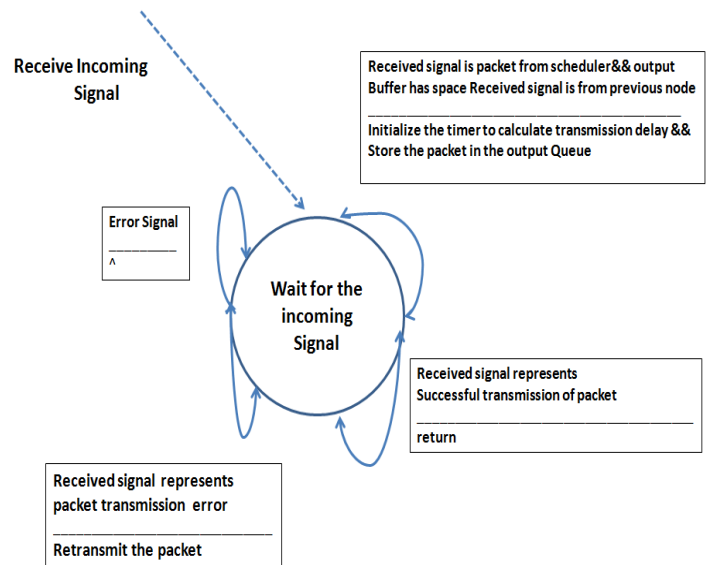 Receive Incoming
Signal
Received signal is packet from scheduler&& output
Buffer has space Received signal is from previous node
Initialize the timer to calculate transmission delay &&
Store the packet in the output Queue
Error Signal
^
Wait for the
incoming
Signal
Received signal represents
Successful transmission of packet
return
Received signal represents
packet transmission error
Retransmit the packet